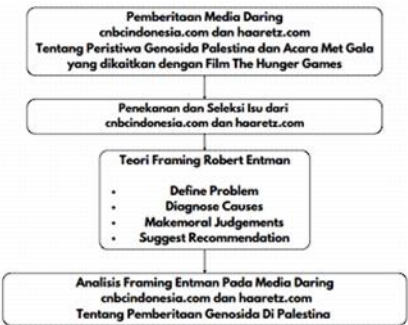 Pemberitaan Media Daring
cnbcindonesia.com dan haaretz.com
Tentang Peristiwa Genosida Palestina dan Acara Met Gala
yang dikaitkan dengan Film The Hunger Games
Penekanan dan Seleksi Isu dari
cnbcindonesia.com dan haaretz.com
Teori Framing Robert Entman
• Define Problem
• Diagnose Causes
• Makemoral Judgements
• Suggest Recommendation
Analisis Framing Entman Pada Media Daring
cnbcindonesia.com dan haaretz.com
Tentang Pemberitaan Genosida Di Palestina